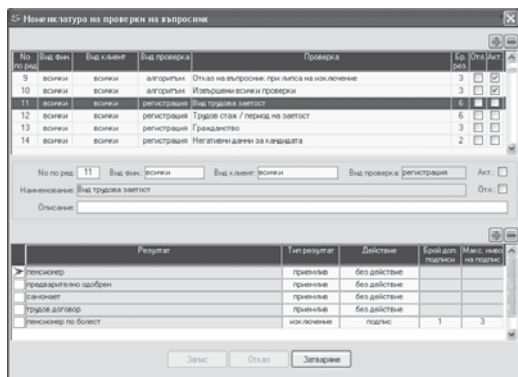 Номенклатура на проверки на въпросник
No по ред Вид фин. Вид клиент Вид проверка Проверка Бр. рез. Отл. Акт.
9 всички всички алгоритъм Отказ на въпросник при липса на изключение 3
10 всички всички алгоритъм Извършени всички проверки 3
11 всички всички регистрация Вид трудова заетост 6
12 всички всички регистрация Трудов стаж / период на заетост 6
13 всички всички регистрация Гражданство 3
14 всички всички регистрация Негативни данни за кандидата 2
No по ред: 11 Вид фин.: всички Вид клиент: всички Вид проверка: регистрация Акт.:
Наименование: Вид трудова заетост Отл.:
Описание:
Резултат Тип резултат Действие Брой доп. подписи Макс. ниво на подпис
пенсионер приемлив без действие
предварително одобрен приемлив без действие
самонает приемлив без действие
трудов договор приемлив без действие
пенсионер по болест изключение подпис 1 3
Запис Отказ Затваряне